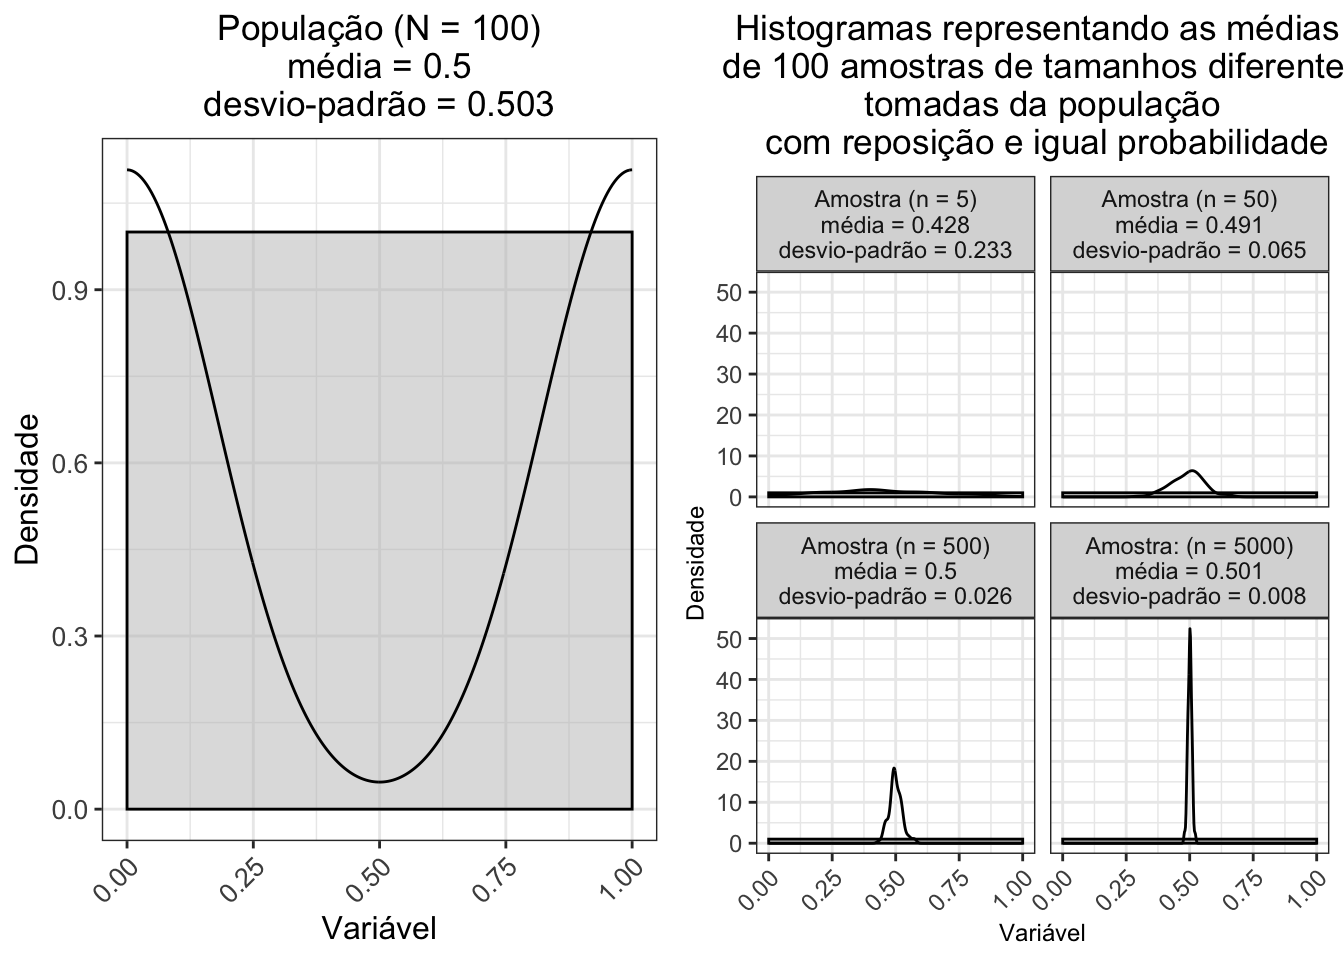 População (N = 100)
média = 0.5
desvio-padrão = 0.503
Densidade
0.9
0.6
0.3
0.0
0.00
0.25
0.50
0.75
1.00
Variável
Histogramas representando as médias
de 100 amostras de tamanhos diferente
tomadas da população
com reposição e igual probabilidade
Amostra (n = 5)
média = 0.428
desvio-padrão = 0.233
Amostra (n = 50)
média = 0.491
desvio-padrão = 0.065
50
40
30
20
10
0
Densidade
Amostra (n = 500)
média = 0.5
desvio-padrão = 0.026
Amostra: (n = 5000)
média = 0.501
desvio-padrão = 0.008
50
40
30
20
10
0
0.00
0.25
0.50
0.75
1.00
0.00
0.25
0.50
0.75
1.00
Variável